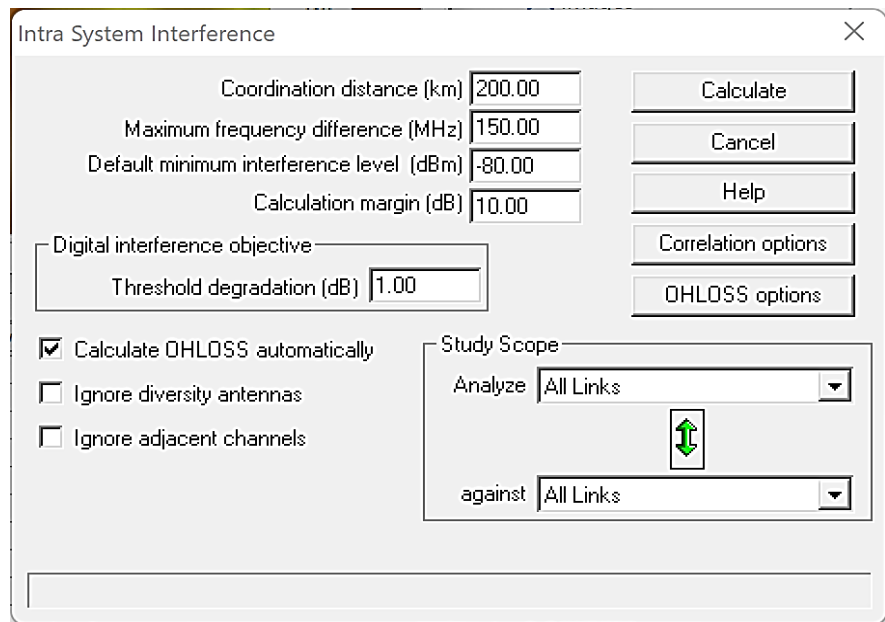 Intra System Interference
Coordination distance (km) 200.00
Calculate
Maximum frequency difference (MHz) 150.00
Cancel
Default minimum interference level (dBm) -80.00
Help
Calculation margin (dB) 10.00
Correlation options
Digital interference objective
Threshold degradation (dB) 1.00
OHLOSS options
Calculate OHLOSS automatically
Ignore diversity antennas
Ignore adjacent channels
Study Scope
Analyze All Links
against All Links